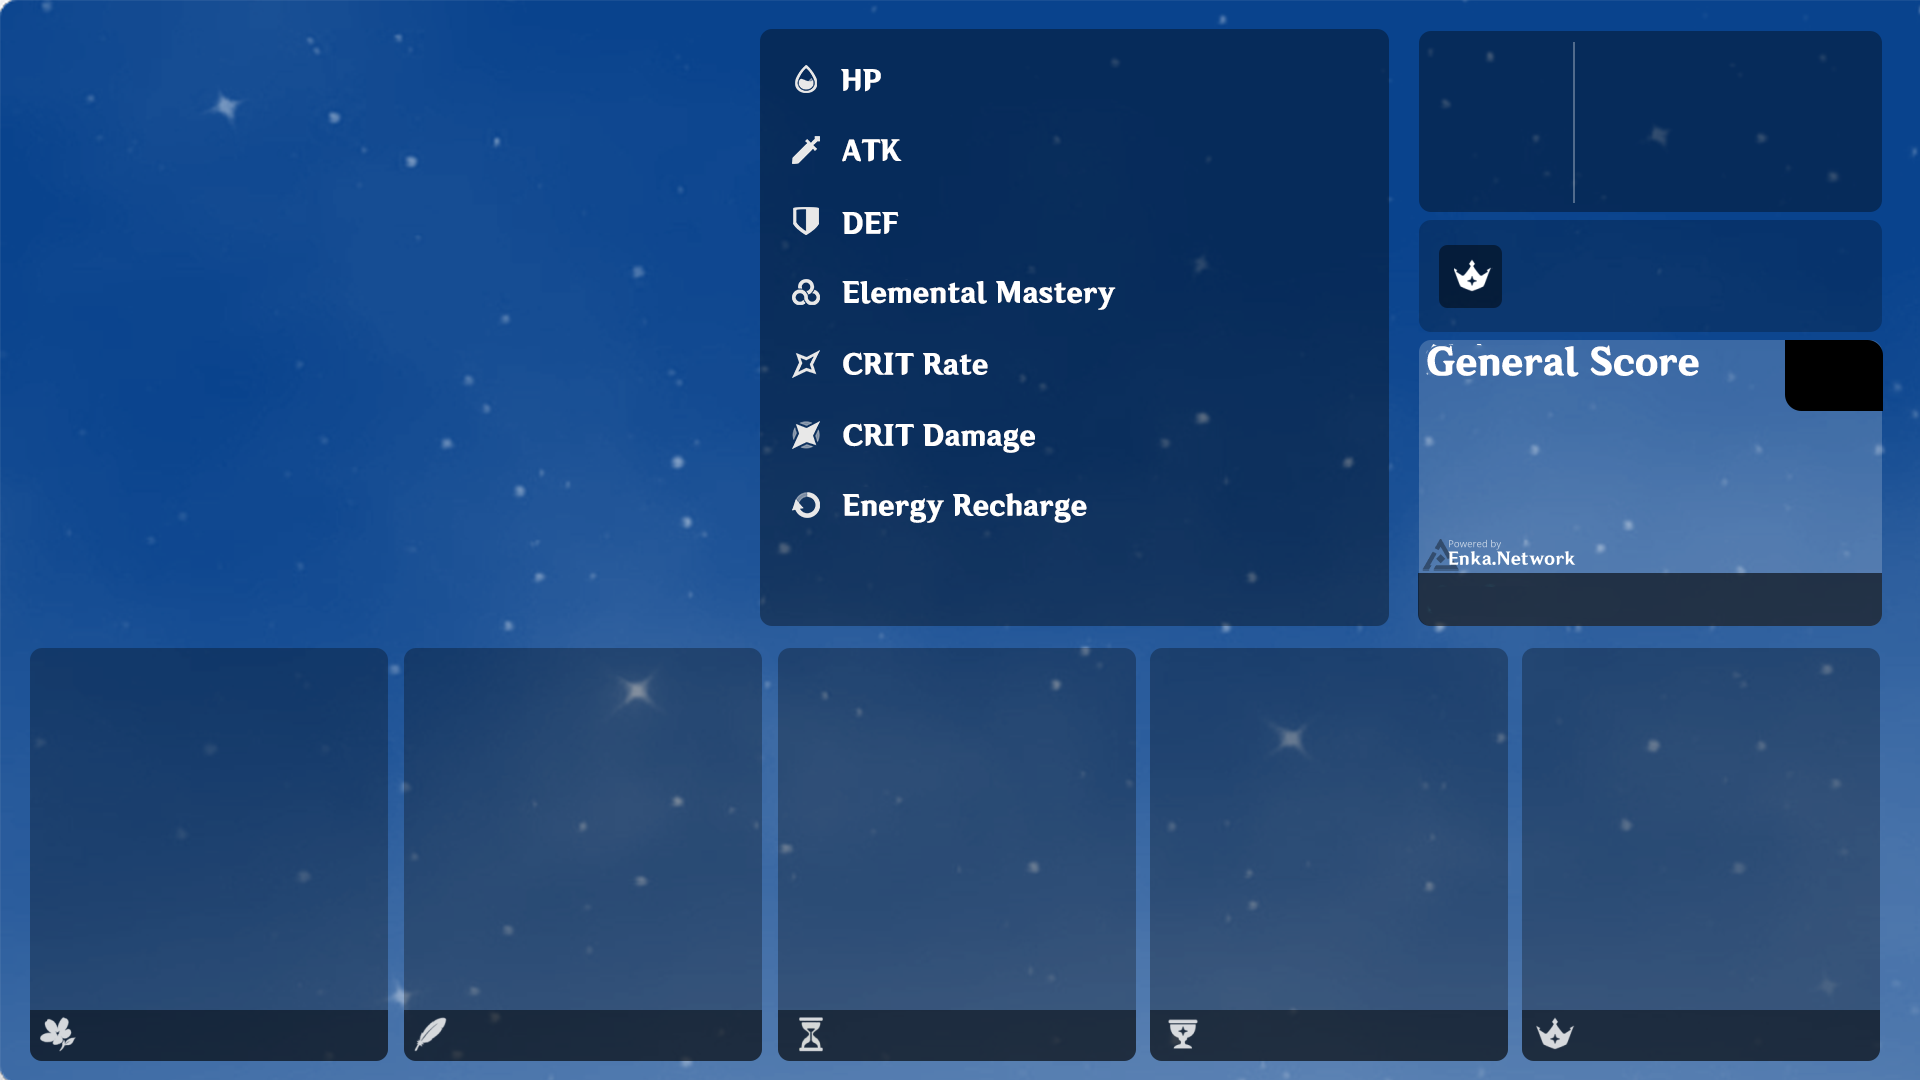 HP
ATK
DEF
Elemental Mastery
CRIT Rate
CRIT Damage
Energy Recharge
General Score
Powered by
Enka.Network